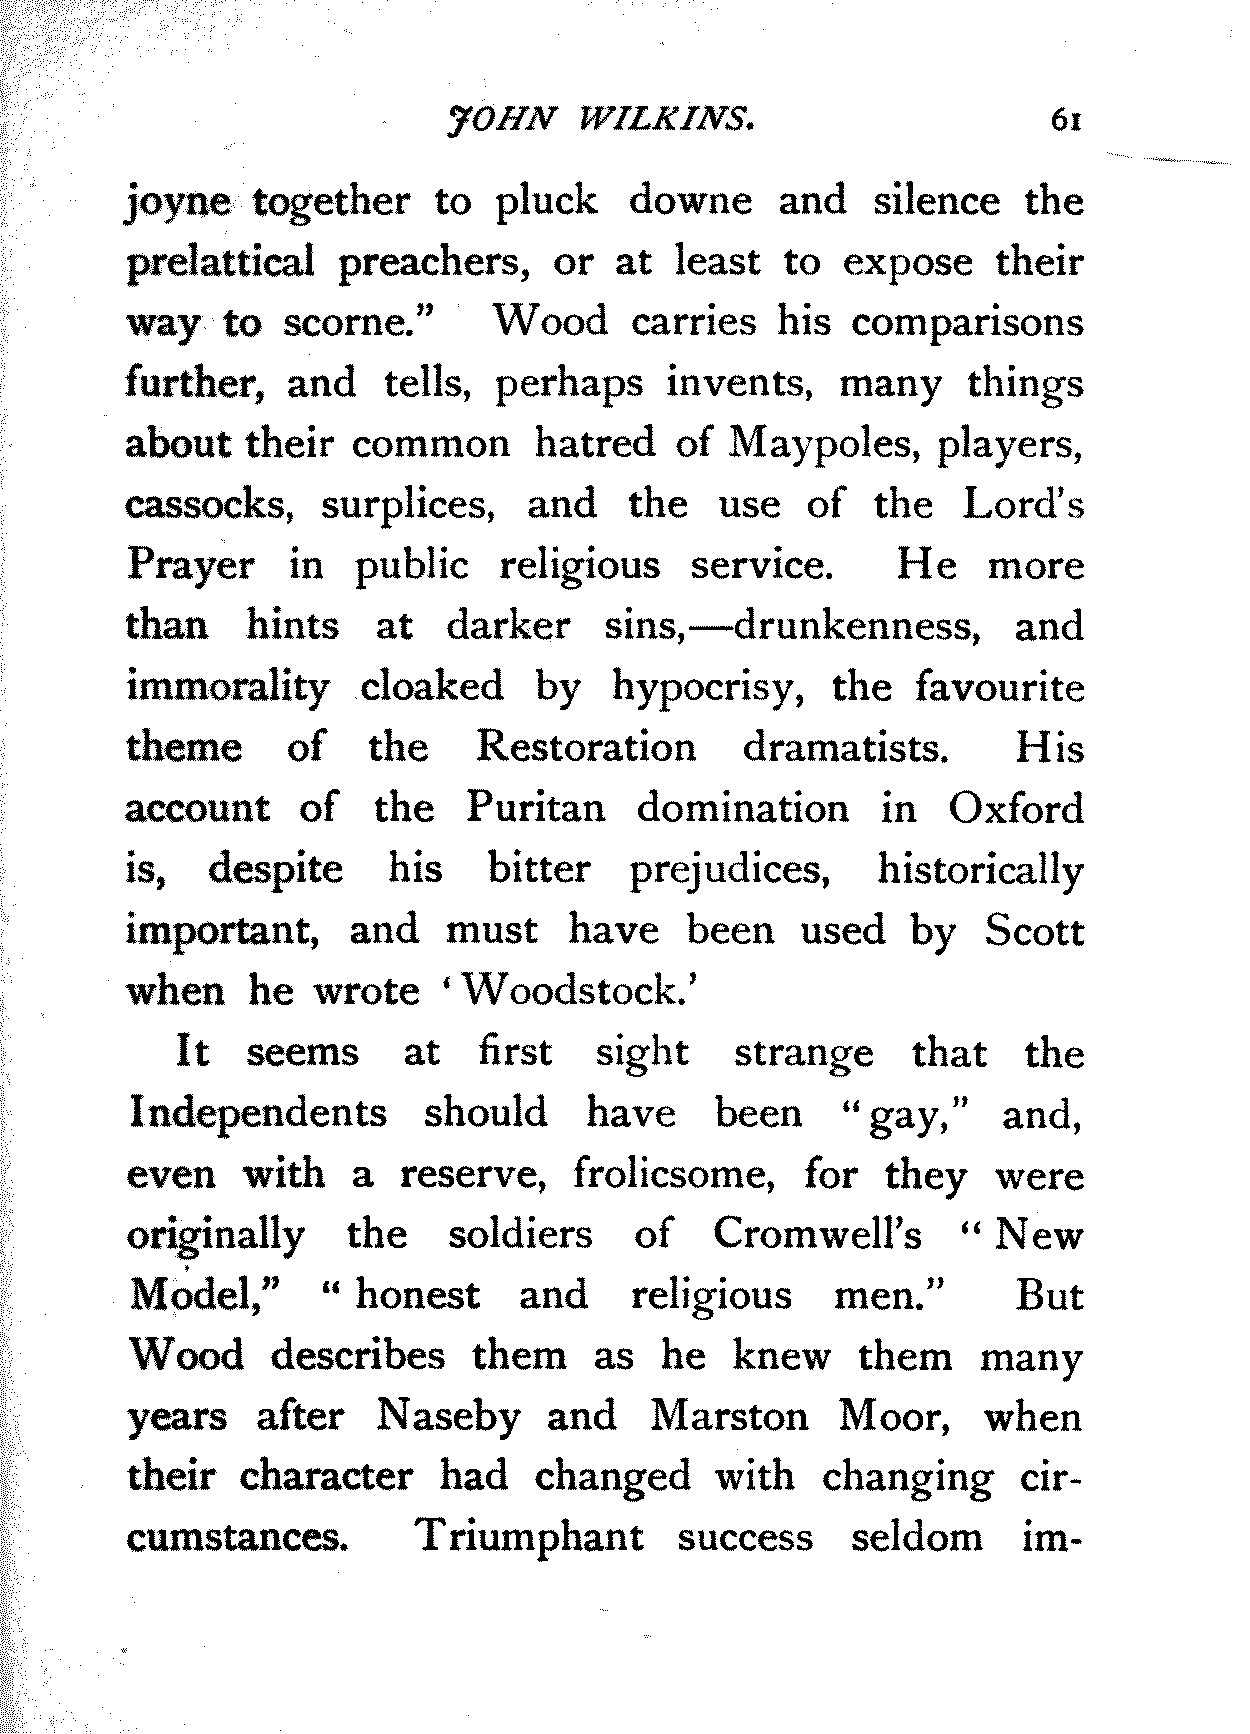 JOHN WILKINS. 61
joyne together to pluck downe and silence the
prelattical preachers, or at least to expose their
way to scorne." Wood carries his comparisons
further, and tells, perhaps invents, many things
about their common hatred of Maypoles, players,
cassocks, surplices, and the use of the Lord's
Prayer in public religious service. He more
than hints at darker sins,—drunkenness, and
immorality cloaked by hypocrisy, the favourite
theme of the Restoration dramatists. His
account of the Puritan domination in Oxford
is, despite his bitter prejudices, historically
important, and must have been used by Scott
when he wrote ‘Woodstock.’
It seems at first sight strange that the
Independents should have been "gay," and,
even with a reserve, frolicsome, for they were
originally the soldiers of Cromwell's "New
Model," "honest and religious men." But
Wood describes them as he knew them many
years after Naseby and Marston Moor, when
their character had changed with changing cir-
cumstances. Triumphant success seldom im-